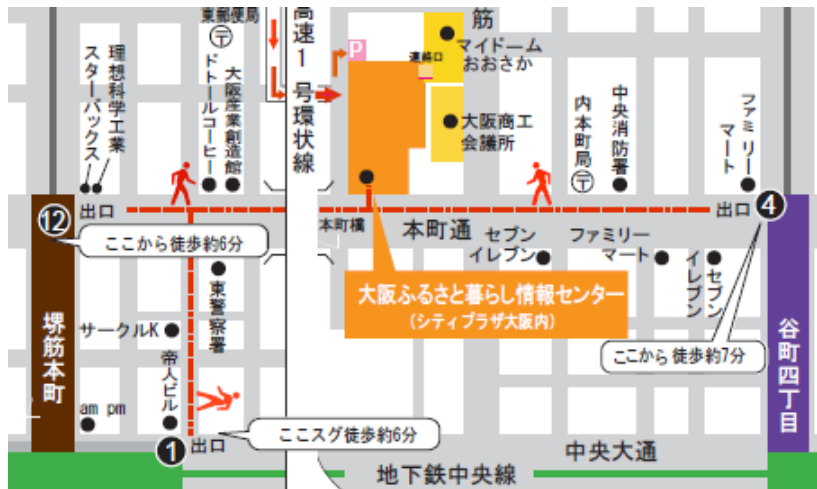 東郵便局
〒
高速1号環状線
筋
マイドーム
おおさか
P
連絡口
大阪商工
会議所
理想科学工業
スターバックス
大阪産業創造館
ドトールコーヒー
内本町局
〒
中央消防署
ファミリー
マート
12
出口
ここから徒歩約6分
本町橋
本町通
セブン
イレブン
ファミリー
マート
セブン
イレブン
出口
4
東警察署
大阪ふるさと暮らし情報センター
(シティプラザ大阪内)
ここから徒歩約7分
堺筋本町
サークルK
帝人ビル
am pm
1
出口
ここスグ徒歩約6分
谷町四丁目
中央大通
地下鉄中央線